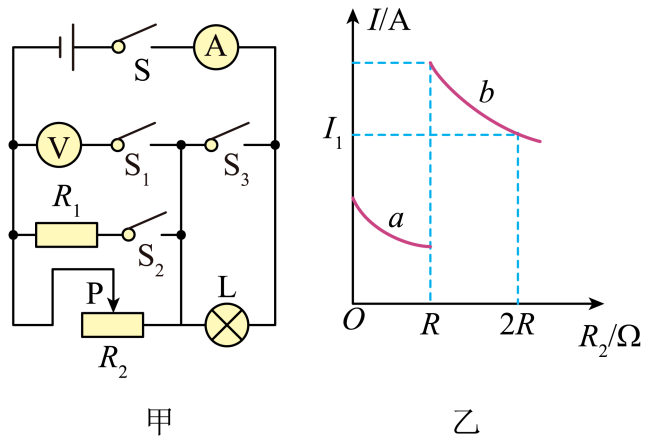 S
A
V
S₁
S₃
R₁
S₂
P
L
R₂
甲
I/A
b
I₁
a
O
R
2R
R₂/Ω
乙